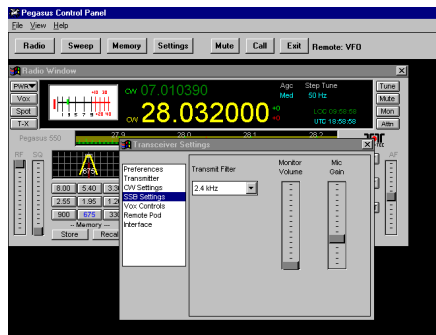 Pegasus Control Panel
File View Help
Radio Sweep Memory Settings Mute Call Exit Remote: VFO
Radio Window
PWR
Vox
Spot
T-X
CW 07.010390
CW 28.032000
+0
+0
Agc Step Tune
Med 50 Hz
LOC 09:58:58
UTC 18:58:58
Tune
Mute
Mon
Attn
Pegasus 550
27.9 28.0 28.1 28.2
RF SQ
AF
675
8.00 5.40
2.55 1.95
900 675
-- Memory --
Store
Transceiver Settings
Preferences
Transmitter
CW Settings
SSB Settings
Vox Controls
Remote Pod
Interface
Transmit Filter
2.4 kHz
Monitor Volume
Mic Gain